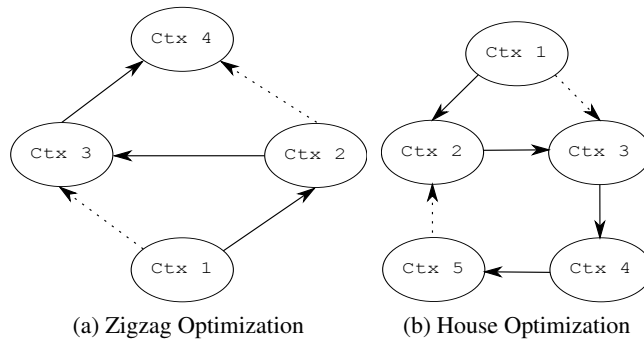 Ctx 4
Ctx 3
Ctx 2
Ctx 1
(a) Zigzag Optimization
Ctx 1
Ctx 2
Ctx 3
Ctx 5
Ctx 4
(b) House Optimization